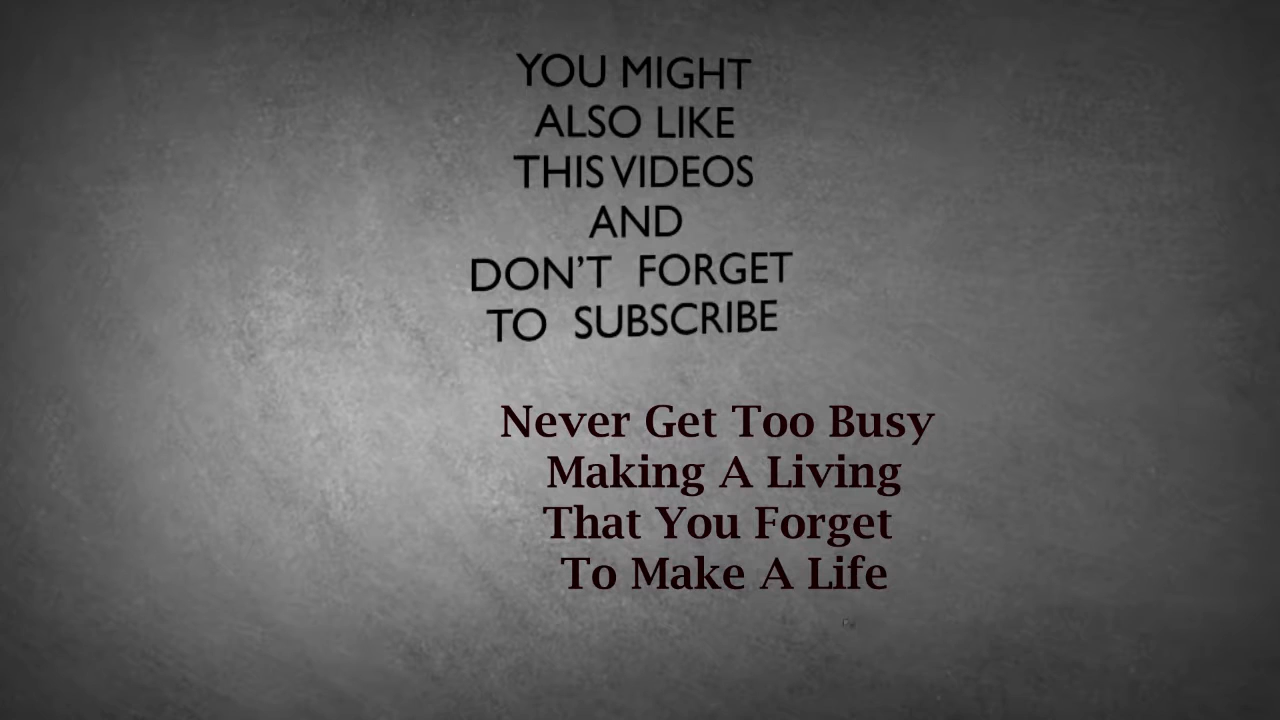 YOU MIGHT
ALSO LIKE
THIS VIDEOS
AND
DON'T FORGET
TO SUBSCRIBE
Never Get Too Busy
Making A Living
That You Forget
To Make A Life